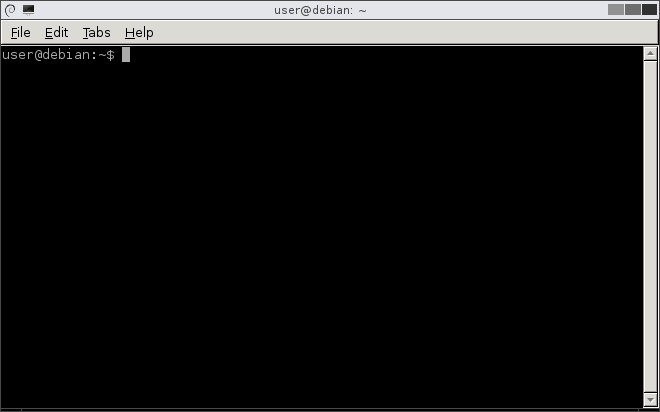 user@debian: ~
File Edit Tabs Help
user@debian:~$